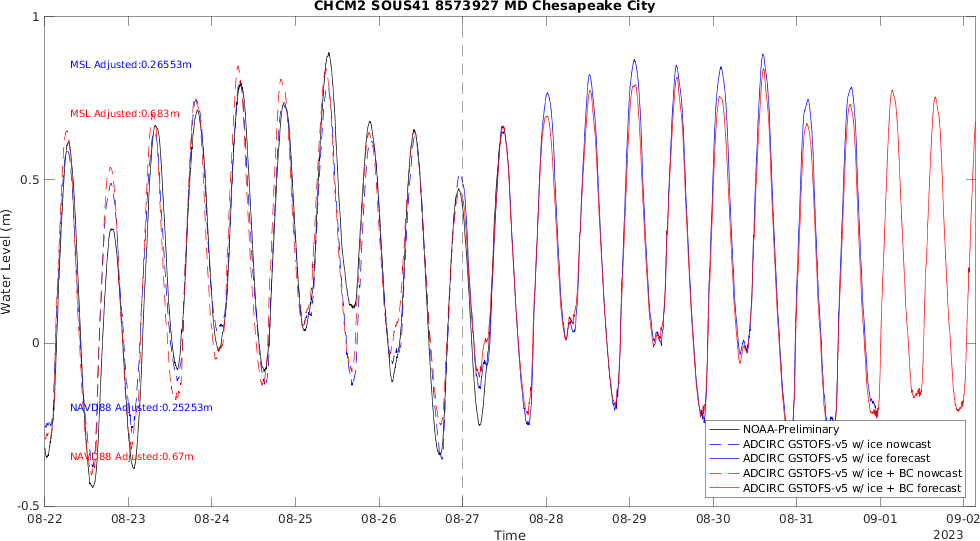 CHCM2 SOUS41 8573927 MD Chesapeake City
1
0.5
0
-0.5
Water Level (m)
MSL Adjusted:0.26553m
MSL Adjusted:0.683m
NAVD88 Adjusted:0.25253m
NAVD88 Adjusted:0.67m
NOAA-Preliminary
ADCIRC GSTOFS-v5 w/ ice nowcast
ADCIRC GSTOFS-v5 w/ ice forecast
ADCIRC GSTOFS-v5 w/ ice + BC nowcast
ADCIRC GSTOFS-v5 w/ ice + BC forecast
08-22 08-23 08-24 08-25 08-26 08-27 08-28 08-29 08-30 08-31 09-01 09-02
Time
2023